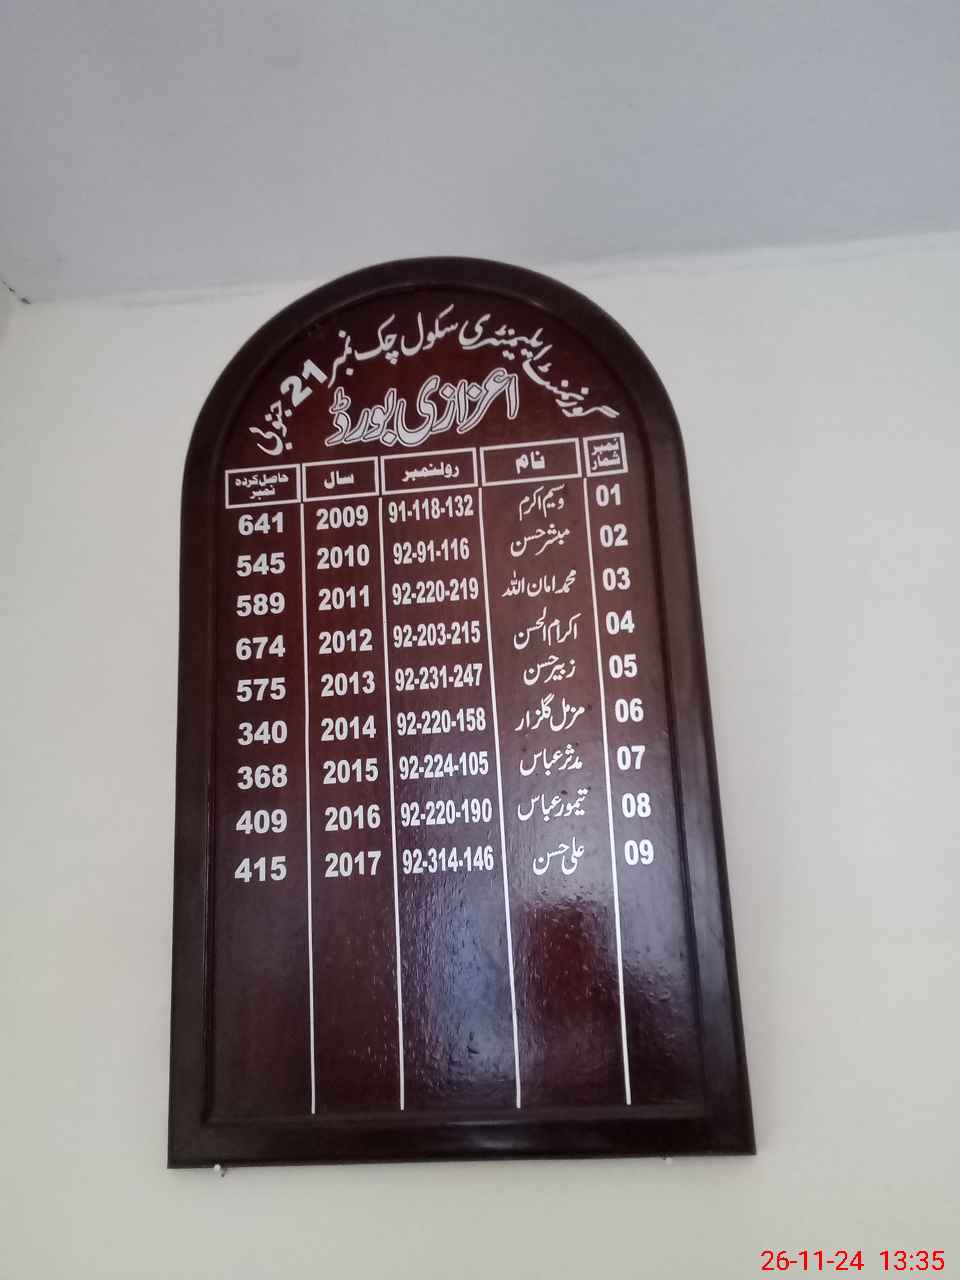 گورنمنٹ ایلیمنٹری سکول چک نمبر 21 جنوبی
اعزازی بورڈ
نمبر شمار نام رولنمبر سال حاصل کردہ نمبر
01 وسیم اکرم 91-118-132 2009 641
02 مبشر حسن 92-91-116 2010 545
03 محمد امان اللہ 92-220-219 2011 589
04 اکرام الحسن 92-203-215 2012 674
05 زبیر حسن 92-231-247 2013 575
06 مزمل گلزار 92-220-158 2014 340
07 مدثر عباس 92-224-105 2015 368
08 تیمور عباس 92-220-190 2016 409
09 علی حسن 92-314-146 2017 415
26-11-24 13:35